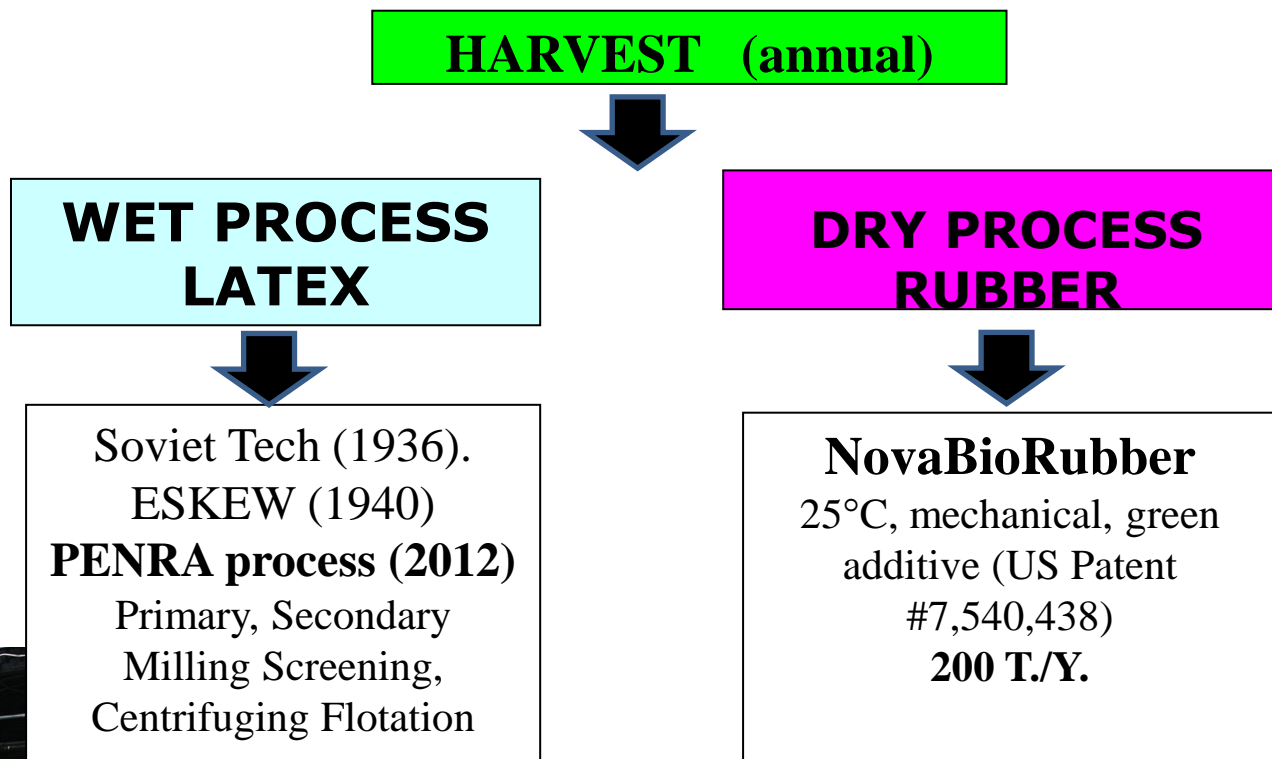 HARVEST (annual)
WET PROCESS
LATEX
Soviet Tech (1936).
ESKEW (1940)
PENRA process (2012)
Primary, Secondary
Milling Screening,
Centrifuging Flotation
DRY PROCESS
RUBBER
NovaBioRubber
25°C, mechanical, green
additive (US Patent
#7,540,438)
200 T./Y.